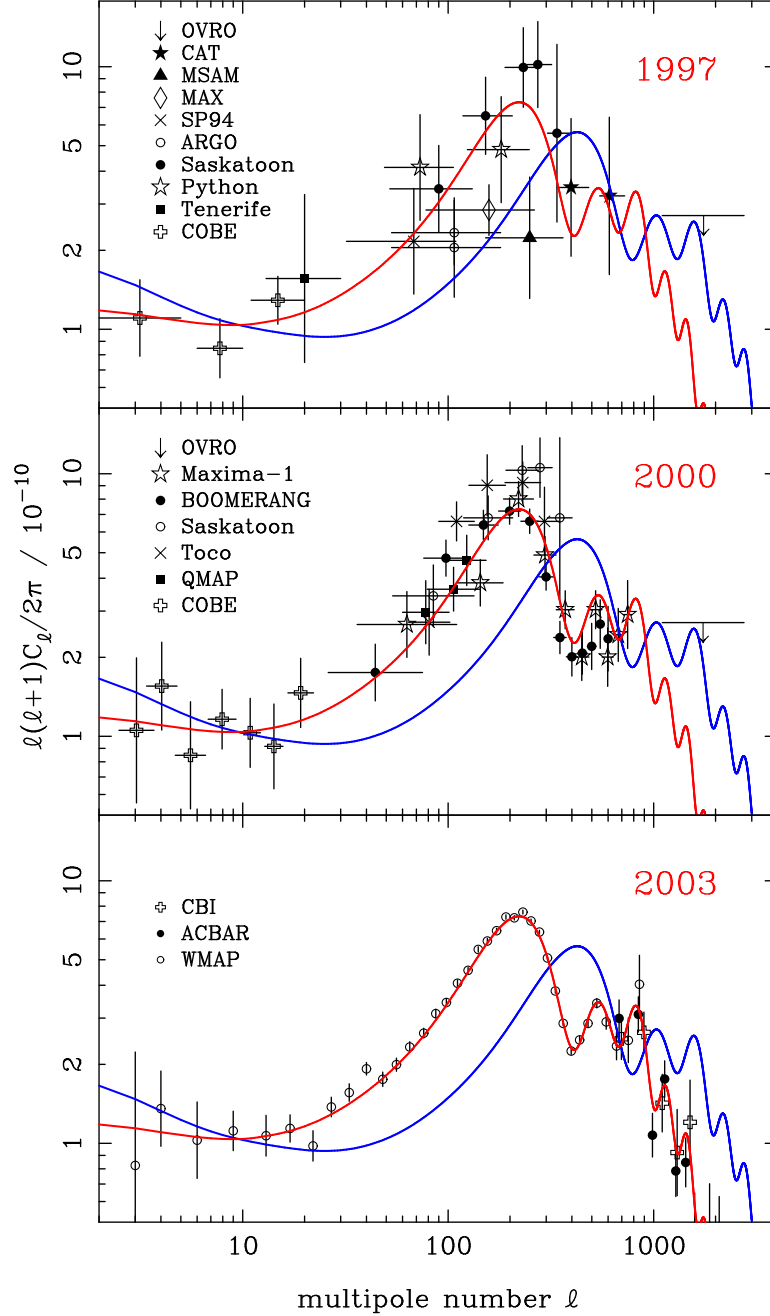 OVRO
CAT
MSAM
MAX
SP94
ARGO
Saskatoon
Python
Tenerife
COBE
1997
10
5
2
1
OVRO
Maxima-1
BOOMERANG
Saskatoon
Toco
QMAP
COBE
2000
10
5
2
1
ℓ(ℓ+1)Cℓ/2π / 10⁻¹⁰
CBI
ACBAR
WMAP
2003
10
5
2
1
10 100 1000
multipole number ℓ